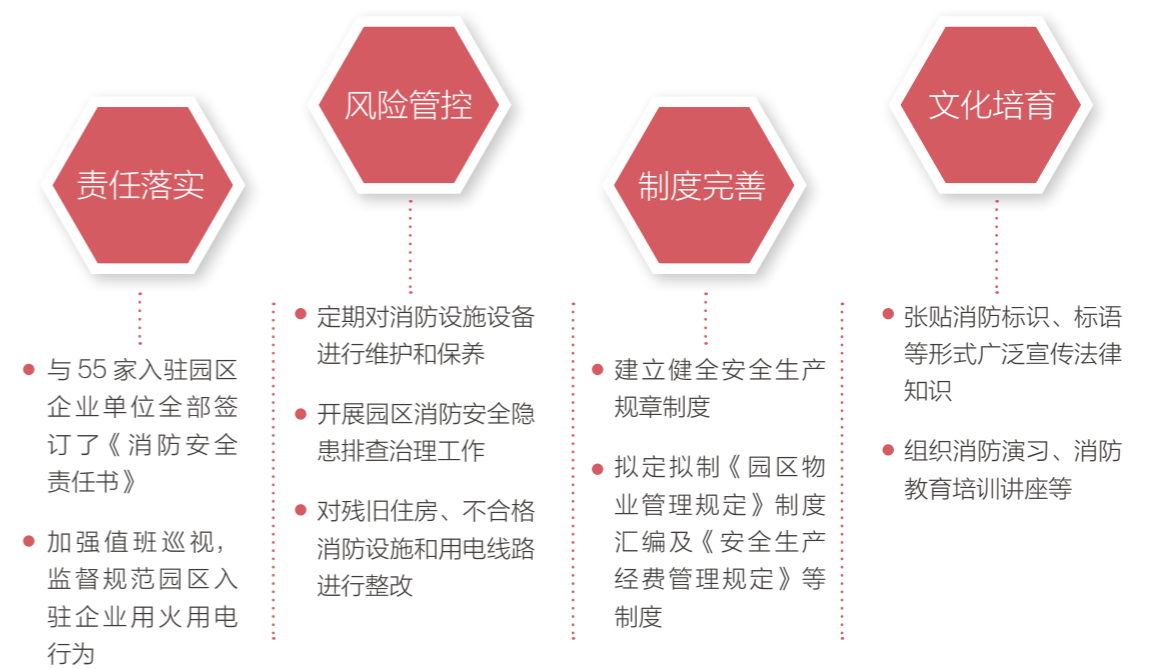 责任落实
与 55 家入驻园区
企业单位全部签
订了《消防安全
责任书》
加强值班巡视，
监督规范园区入
驻企业用火用电
行为
风险管控
定期对消防设施设备
进行维护和保养
开展园区消防安全隐
患排查治理工作
对残旧住房、不合格
消防设施和用电线路
进行整改
制度完善
建立健全安全生产
规章制度
拟定拟制《园区物
业管理规定》制度
汇编及《安全生产
经费管理规定》等
制度
文化培育
张贴消防标识、标语
等形式广泛宣传法律
知识
组织消防演习、消防
教育培训讲座等